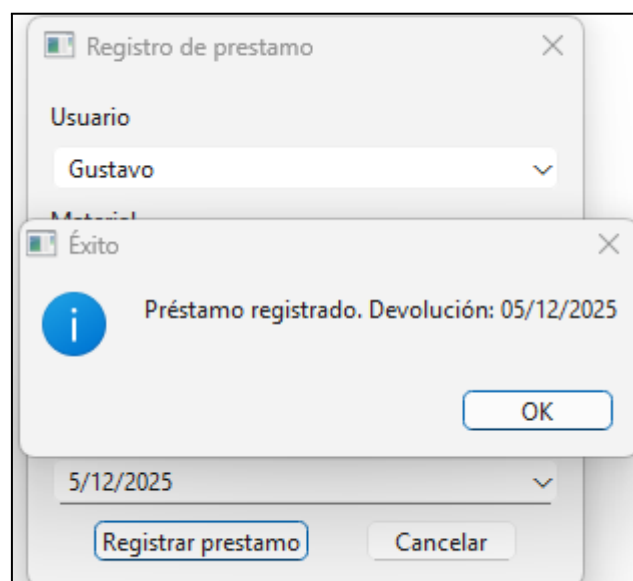 Registro de prestamo
Usuario
Gustavo
Éxito
Préstamo registrado. Devolución: 05/12/2025
OK
5/12/2025
Registrar prestamo Cancelar